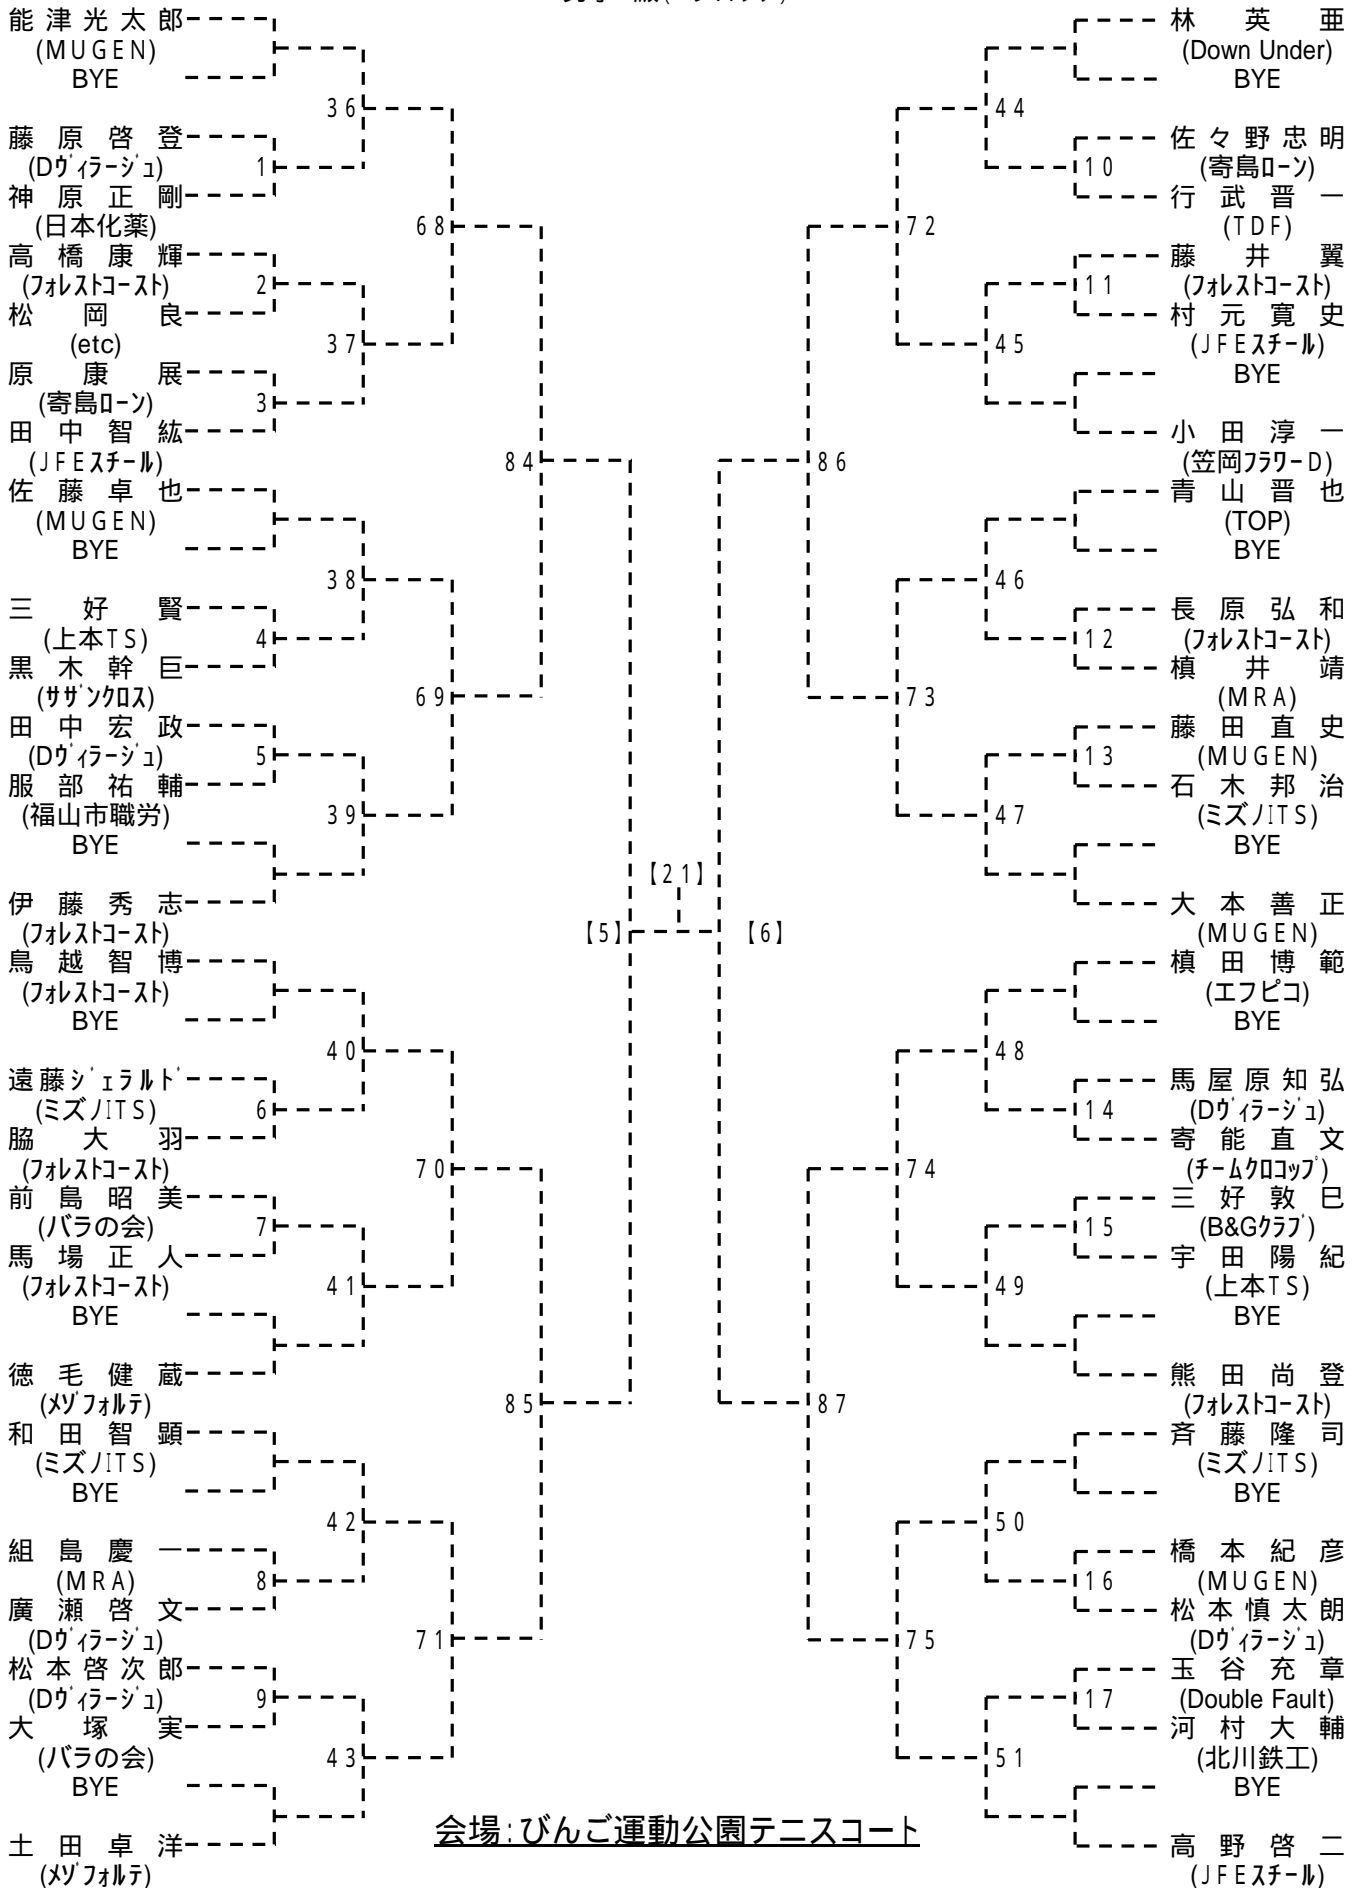 能津光太郎
(MUGEN)
BYE
36
藤原啓登
(Dヴィラージュ)
1
神原正剛
(日本化薬)
68
高橋康輝
(フォレストコースト)
2
松岡良
(etc)
37
原康展
(寄島ローン)
3
田中智紘
(JFEスチール)
84
佐藤卓也
(MUGEN)
BYE
38
三好賢
(上本TS)
4
黒木幹巨
(サザンクロス)
69
田中宏政
(Dヴィラージュ)
5
服部祐輔
(福山市職労)
39
BYE
伊藤秀志
(フォレストコースト)
【5】
鳥越智博
(フォレストコースト)
BYE
40
遠藤ジェラルド
(ミズノITS)
6
脇大羽
(フォレストコースト)
70
前島昭美
(バラの会)
7
馬場正人
(フォレストコースト)
41
BYE
徳毛健蔵
(メゾフォルテ)
85
和田智顕
(ミズノITS)
BYE
42
組島慶一
(MRA)
8
廣瀬啓文
(Dヴィラージュ)
71
松本啓次郎
(Dヴィラージュ)
9
大塚実
(バラの会)
43
BYE
土田卓洋
(メゾフォルテ)
【21】
林英亜
(Down Under)
BYE
44
佐々野忠明
10
(寄島ローン)
行武晋一
(TDF)
72
藤井翼
11
(フォレストコースト)
村元寛史
(JFEスチール)
45
BYE
小田淳一
(笠岡フラワーD)
86
青山晋也
(TOP)
BYE
46
長原弘和
12
(フォレストコースト)
槙井靖
(MRA)
73
藤田直史
13
(MUGEN)
石木邦治
(ミズノITS)
47
BYE
大本善正
(MUGEN)
【6】
槙田博範
(エフピコ)
BYE
48
馬屋原知弘
14
(Dヴィラージュ)
寄能直文
(チームクロコップ)
74
三好敦巳
15
(B&Gクラブ)
宇田陽紀
(上本TS)
49
BYE
熊田尚登
(フォレストコースト)
87
斉藤隆司
(ミズノITS)
BYE
50
橋本紀彦
16
(MUGEN)
松本慎太朗
(Dヴィラージュ)
75
玉谷充章
17
(Double Fault)
河村大輔
(北川鉄工)
51
BYE
高野啓二
(JFEスチール)
会場:びんご運動公園テニスコート